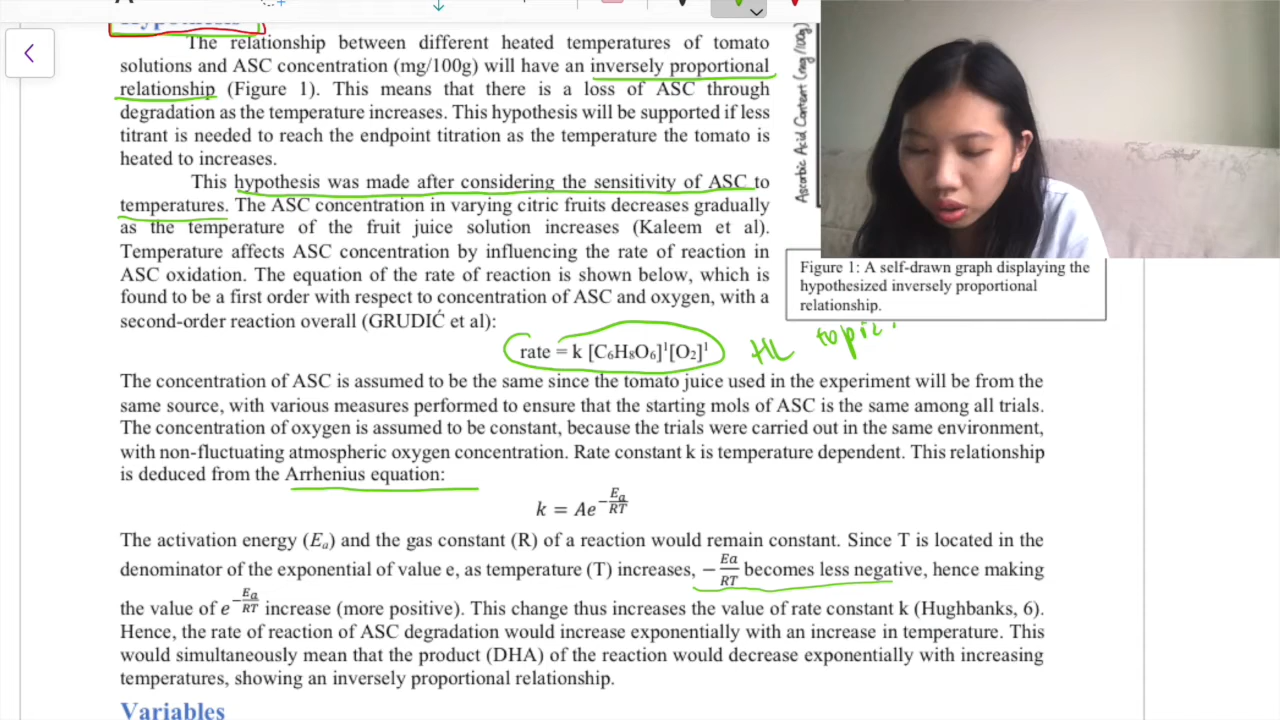 Hypothesis
The relationship between different heated temperatures of tomato
solutions and ASC concentration (mg/100g) will have an inversely proportional
relationship (Figure 1). This means that there is a loss of ASC through
degradation as the temperature increases. This hypothesis will be supported if less
titrant is needed to reach the endpoint titration as the temperature the tomato is
heated to increases.
This hypothesis was made after considering the sensitivity of ASC to
temperatures. The ASC concentration in varying citric fruits decreases gradually
as the temperature of the fruit juice solution increases (Kaleem et al).
Temperature affects ASC concentration by influencing the rate of reaction in
ASC oxidation. The equation of the rate of reaction is shown below, which is
found to be a first order with respect to concentration of ASC and oxygen, with a
second-order reaction overall (GRUDIĆ et al):
Ascorbic Acid Content (mg/100g)
Figure 1: A self-drawn graph displaying the
hypothesized inversely proportional
relationship.
rate = k [C₆H₈O₆]¹[O₂]¹
HL topic!
The concentration of ASC is assumed to be the same since the tomato juice used in the experiment will be from the
same source, with various measures performed to ensure that the starting mols of ASC is the same among all trials.
The concentration of oxygen is assumed to be constant, because the trials were carried out in the same environment,
with non-fluctuating atmospheric oxygen concentration. Rate constant k is temperature dependent. This relationship
is deduced from the Arrhenius equation:
k = Ae^(−Eₐ/RT)
The activation energy (Eₐ) and the gas constant (R) of a reaction would remain constant. Since T is located in the
denominator of the exponential of value e, as temperature (T) increases, −Ea/RT becomes less negative, hence making
the value of e^(−Eₐ/RT) increase (more positive). This change thus increases the value of rate constant k (Hughbanks, 6).
Hence, the rate of reaction of ASC degradation would increase exponentially with an increase in temperature. This
would simultaneously mean that the product (DHA) of the reaction would decrease exponentially with increasing
temperatures, showing an inversely proportional relationship.
Variables